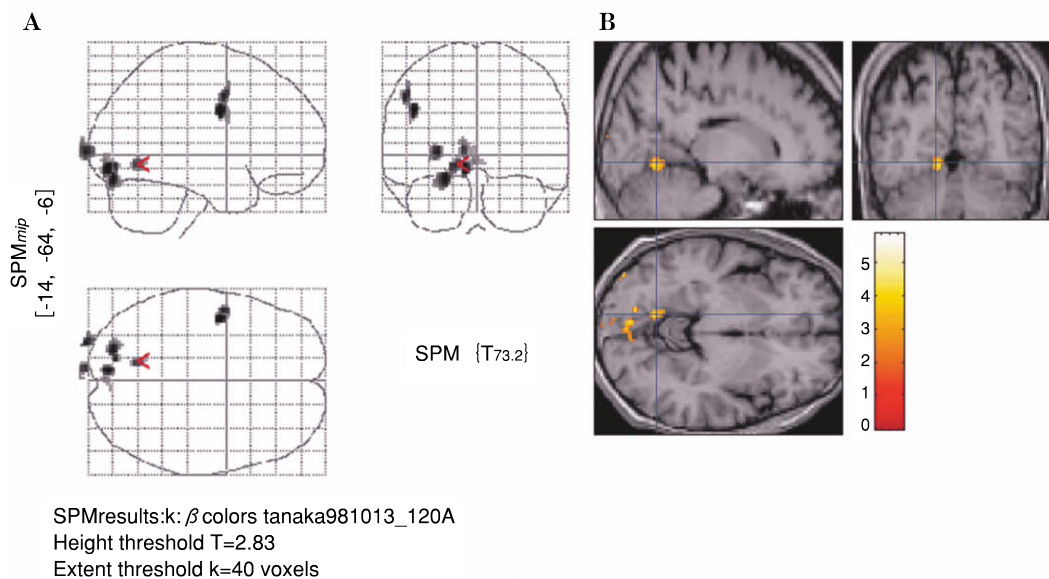 A
B
SPMmip
[-14, -64, -6]
SPM {T73.2}
5
4
3
2
1
0
SPMresults:k: β colors tanaka981013_120A
Height threshold T=2.83
Extent threshold k=40 voxels